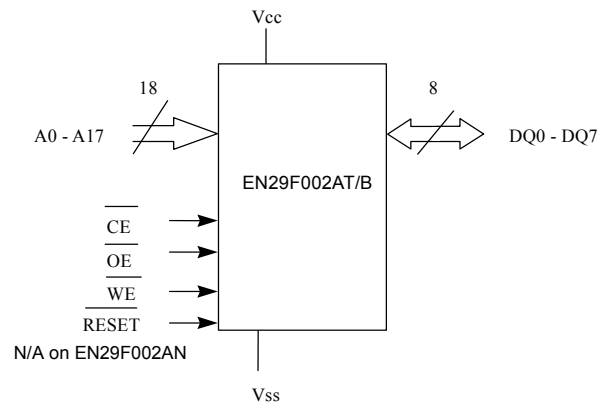 Vcc
18
8
A0 - A17
DQ0 - DQ7
EN29F002AT/B
CE
OE
WE
RESET
N/A on EN29F002AN
Vss